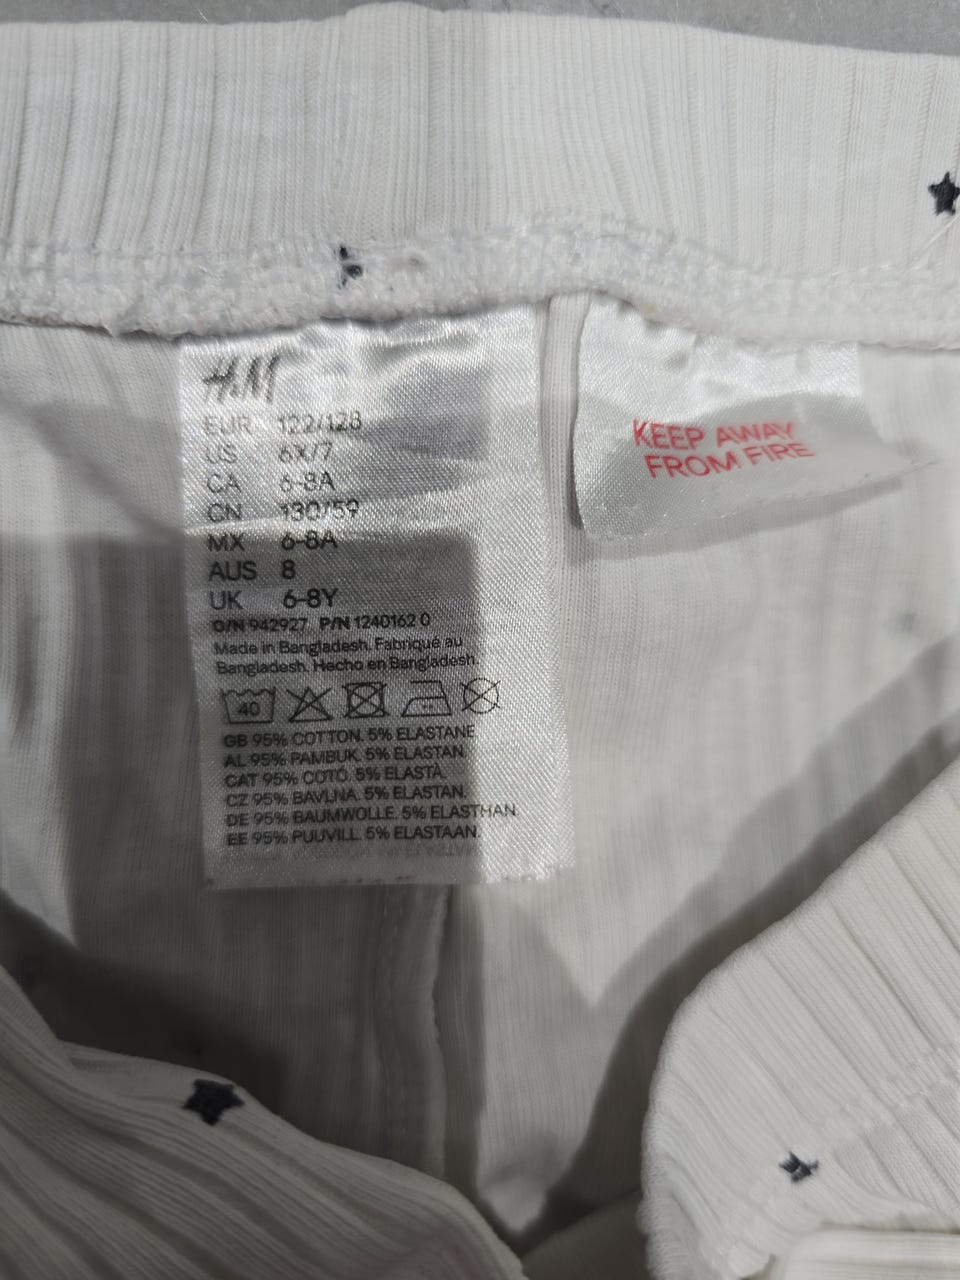 H&M
EUR 122/128
US 6X/7
CA 6-8A
CN 130/59
MX 6-8A
AUS 8
UK 6-8Y
O/N 942927 P/N 1240162 0
Made in Bangladesh. Fabriqué au
Bangladesh. Hecho en Bangladesh.
40
GB 95% COTTON. 5% ELASTANE
AL 95% PAMBUK. 5% ELASTAN.
CAT 95% COTÓ. 5% ELASTÀ.
CZ 95% BAVLNA. 5% ELASTAN.
DE 95% BAUMWOLLE. 5% ELASTHAN.
EE 95% PUUVILL. 5% ELASTAAN.
KEEP AWAY
FROM FIRE